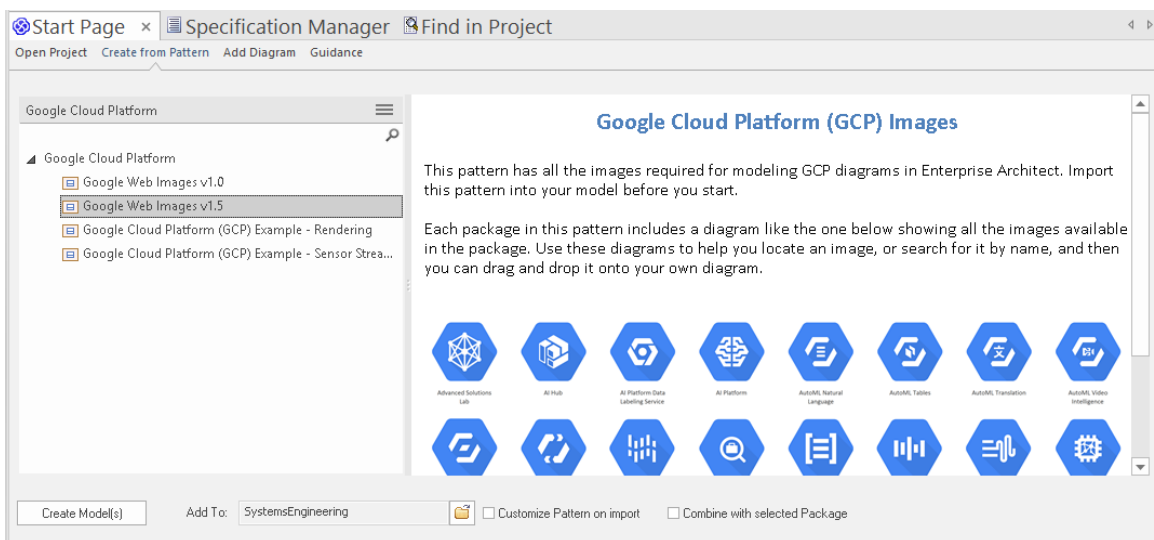 Start Page × Specification Manager Find in Project
Open Project Create from Pattern Add Diagram Guidance
Google Cloud Platform
Google Cloud Platform
Google Web Images v1.0
Google Web Images v1.5
Google Cloud Platform (GCP) Example - Rendering
Google Cloud Platform (GCP) Example - Sensor Strea...
Google Cloud Platform (GCP) Images
This pattern has all the images required for modeling GCP diagrams in Enterprise Architect. Import
this pattern into your model before you start.
Each package in this pattern includes a diagram like the one below showing all the images available
in the package. Use these diagrams to help you locate an image, or search for it by name, and then
you can drag and drop it onto your own diagram.
Advanced Solutions
Lab
AI Hub
AI Platform Data
Labeling Service
AI Platform
AutoML Natural
Language
AutoML Tables
AutoML Translation
AutoML Video
Intelligence
Create Model(s) Add To: SystemsEngineering Customize Pattern on import Combine with selected Package